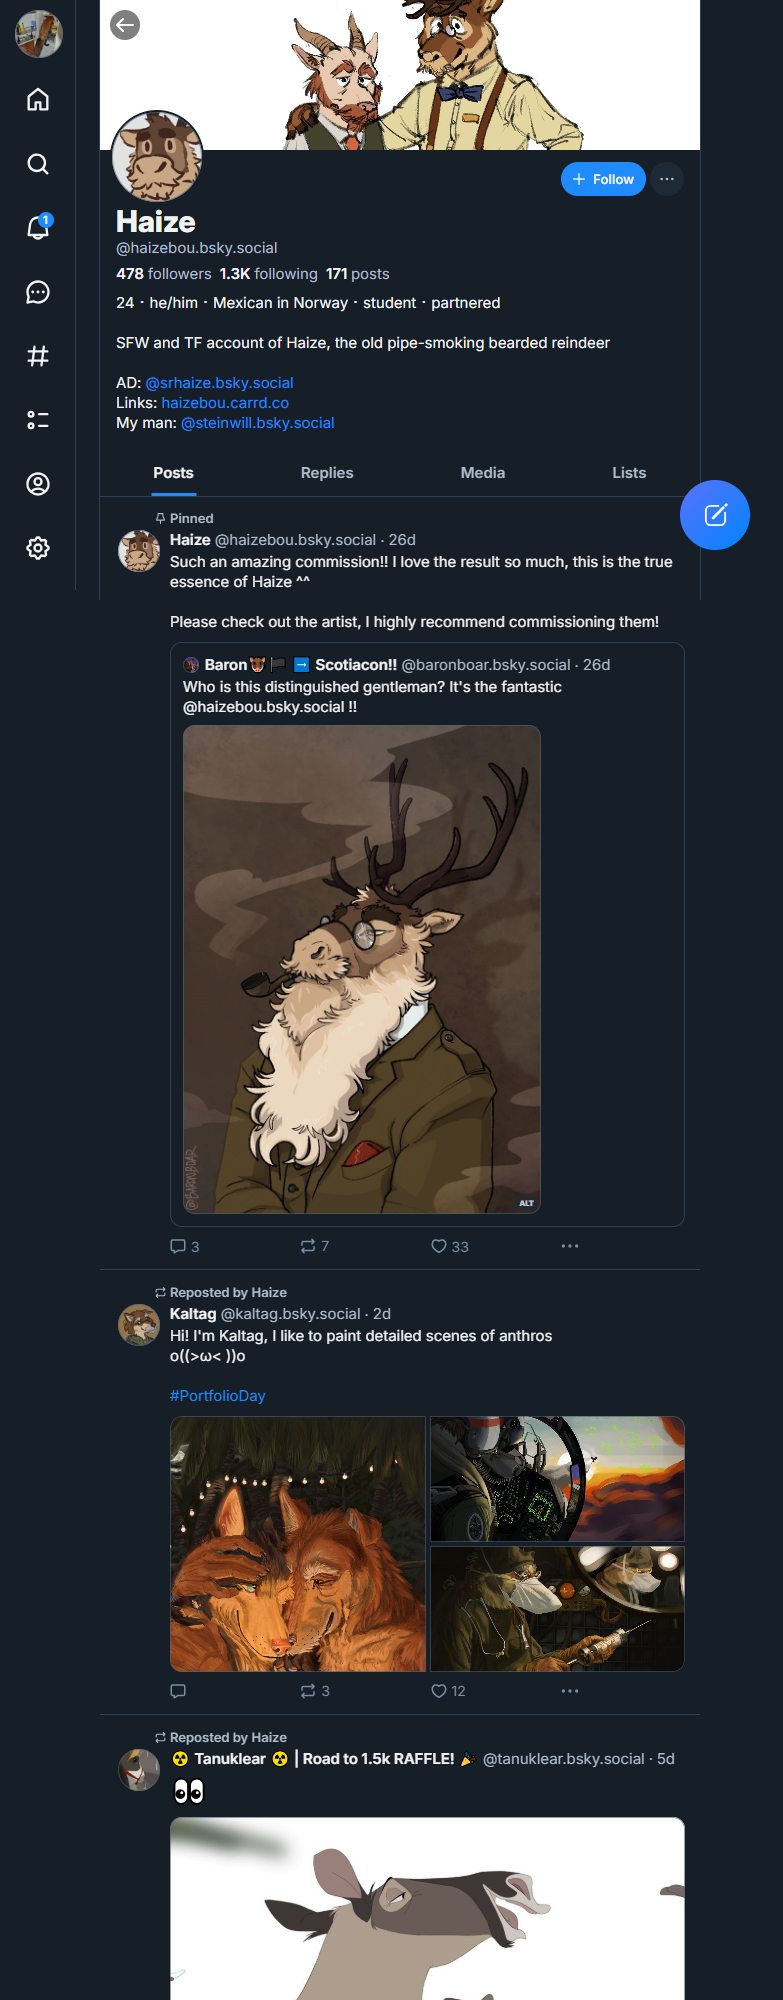 1
Follow
Haize
@haizebou.bsky.social
478 followers 1.3K following 171 posts
24 · he/him · Mexican in Norway · student · partnered
SFW and TF account of Haize, the old pipe-smoking bearded reindeer
AD: @srhaize.bsky.social
Links: haizebou.carrd.co
My man: @steinwill.bsky.social
Posts Replies Media Lists
Pinned
Haize @haizebou.bsky.social · 26d
Such an amazing commission!! I love the result so much, this is the true
essence of Haize ^^
Please check out the artist, I highly recommend commissioning them!
Baron🐗🏴➡️ Scotiacon!! @baronboar.bsky.social · 26d
Who is this distinguished gentleman? It's the fantastic
@haizebou.bsky.social !!
@BARONBOAR
ALT
3 7 33
Reposted by Haize
Kaltag @kaltag.bsky.social · 2d
Hi! I'm Kaltag, I like to paint detailed scenes of anthros
o((>ω< ))o
#PortfolioDay
3 12
Reposted by Haize
☢️ Tanuklear ☢️ | Road to 1.5k RAFFLE! 🎉 @tanuklear.bsky.social · 5d
👀